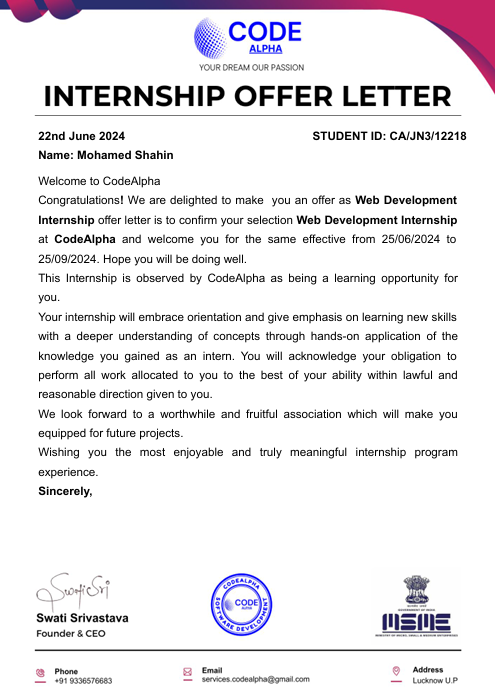 CODE
ALPHA
YOUR DREAM OUR PASSION
INTERNSHIP OFFER LETTER
22nd June 2024 STUDENT ID: CA/JN3/12218
Name: Mohamed Shahin
Welcome to CodeAlpha
Congratulations! We are delighted to make you an offer as Web Development
Internship offer letter is to confirm your selection Web Development Internship
at CodeAlpha and welcome you for the same effective from 25/06/2024 to
25/09/2024. Hope you will be doing well.
This Internship is observed by CodeAlpha as being a learning opportunity for
you.
Your internship will embrace orientation and give emphasis on learning new skills
with a deeper understanding of concepts through hands-on application of the
knowledge you gained as an intern. You will acknowledge your obligation to
perform all work allocated to you to the best of your ability within lawful and
reasonable direction given to you.
We look forward to a worthwhile and fruitful association which will make you
equipped for future projects.
Wishing you the most enjoyable and truly meaningful internship program
experience.
Sincerely,
Swati Sri
Swati Srivastava
Founder & CEO
CODEALPHA
CODE
ALPHA
SOFTWARE DEVELOPMENT
GOVERNMENT OF INDIA
MSME
MINISTRY OF MICRO, SMALL & MEDIUM ENTERPRISES
Phone
+91 9336576683
Email
services.codealpha@gmail.com
Address
Lucknow U.P